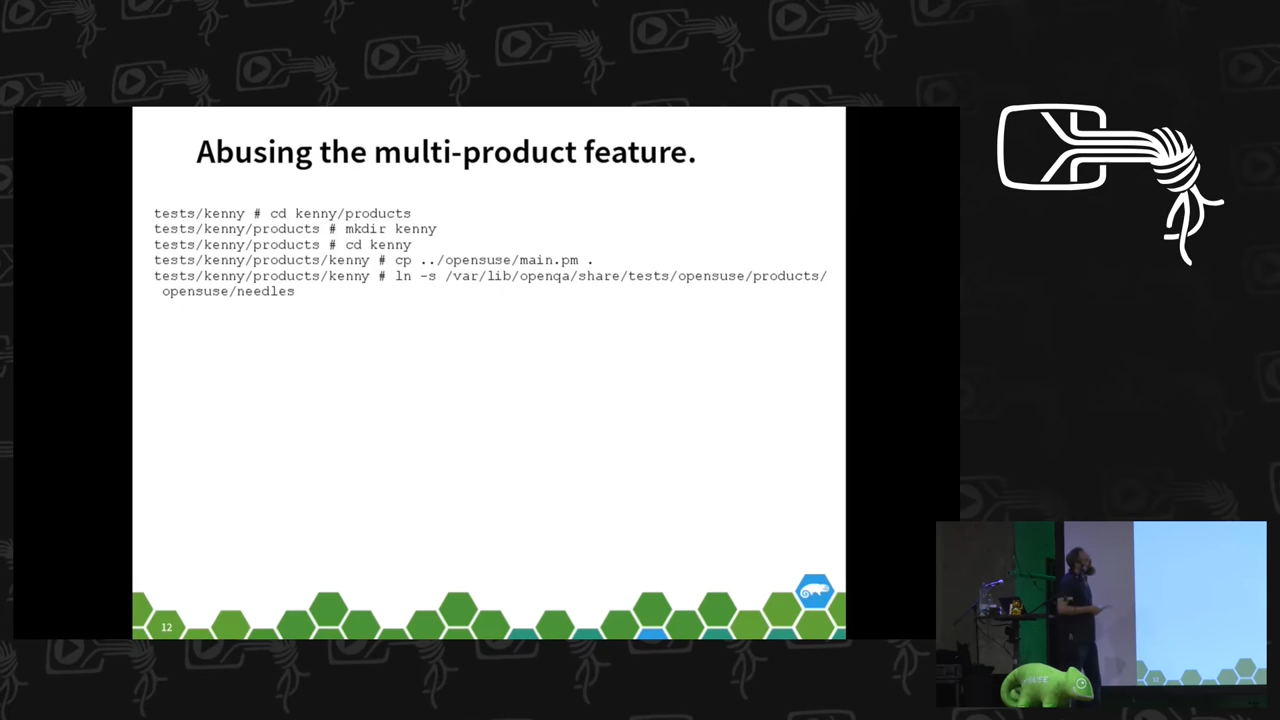 Abusing the multi-product feature.
tests/kenny # cd kenny/products
tests/kenny/products # mkdir kenny
tests/kenny/products # cd kenny
tests/kenny/products/kenny # cp ../opensuse/main.pm .
tests/kenny/products/kenny # ln -s /var/lib/openqa/share/tests/opensuse/products/
opensuse/needles
12